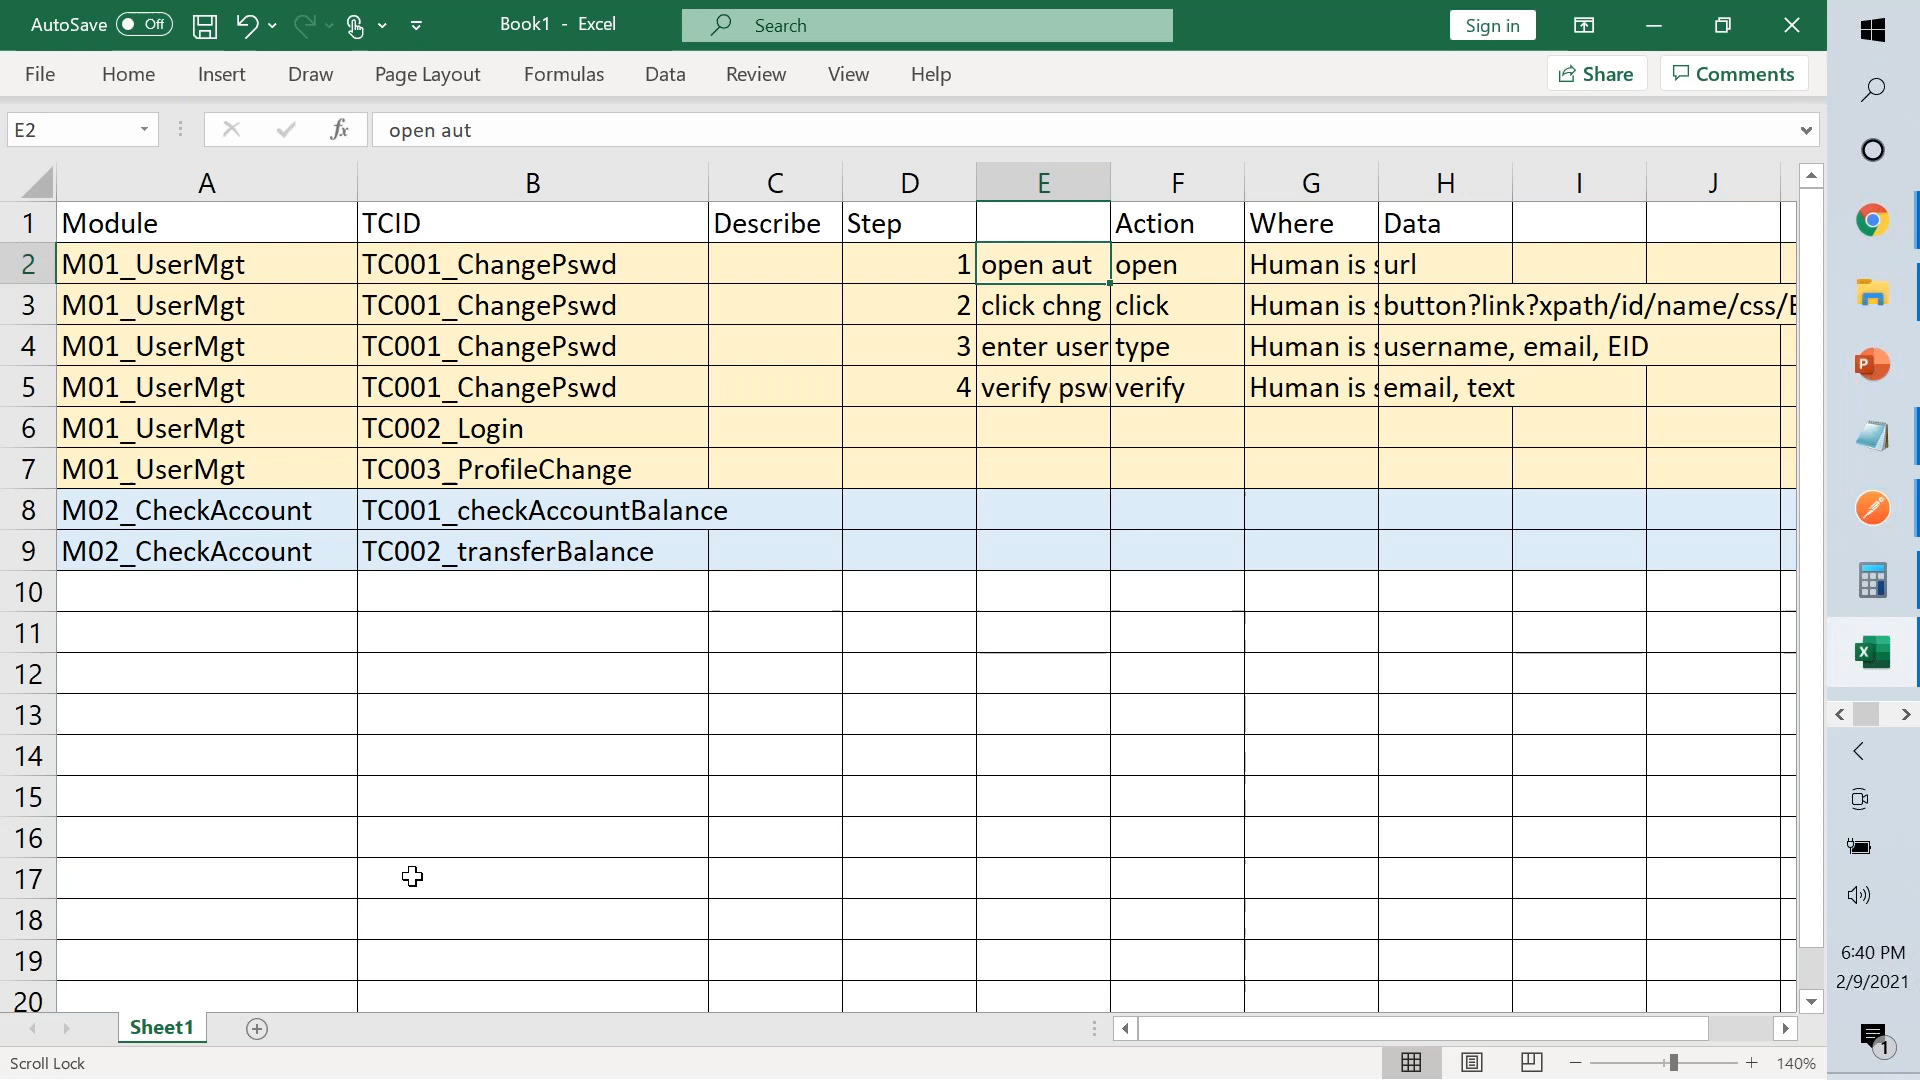 AutoSave Off Book1 - Excel Search Sign in
File Home Insert Draw Page Layout Formulas Data Review View Help Share Comments
E2 fx open aut
A B C D E F G H I J
1 Module TCID Describe Step Action Where Data
2 M01_UserMgt TC001_ChangePswd 1 open aut open Human is s url
3 M01_UserMgt TC001_ChangePswd 2 click chng click Human is s button?link?xpath/id/name/css/E
4 M01_UserMgt TC001_ChangePswd 3 enter user type Human is s username, email, EID
5 M01_UserMgt TC001_ChangePswd 4 verify psw verify Human is s email, text
6 M01_UserMgt TC002_Login
7 M01_UserMgt TC003_ProfileChange
8 M02_CheckAccount TC001_checkAccountBalance
9 M02_CheckAccount TC002_transferBalance
10
11
12
13
14
15
16
17
18
19
20
Sheet1
Scroll Lock 140%
6:40 PM
2/9/2021
1